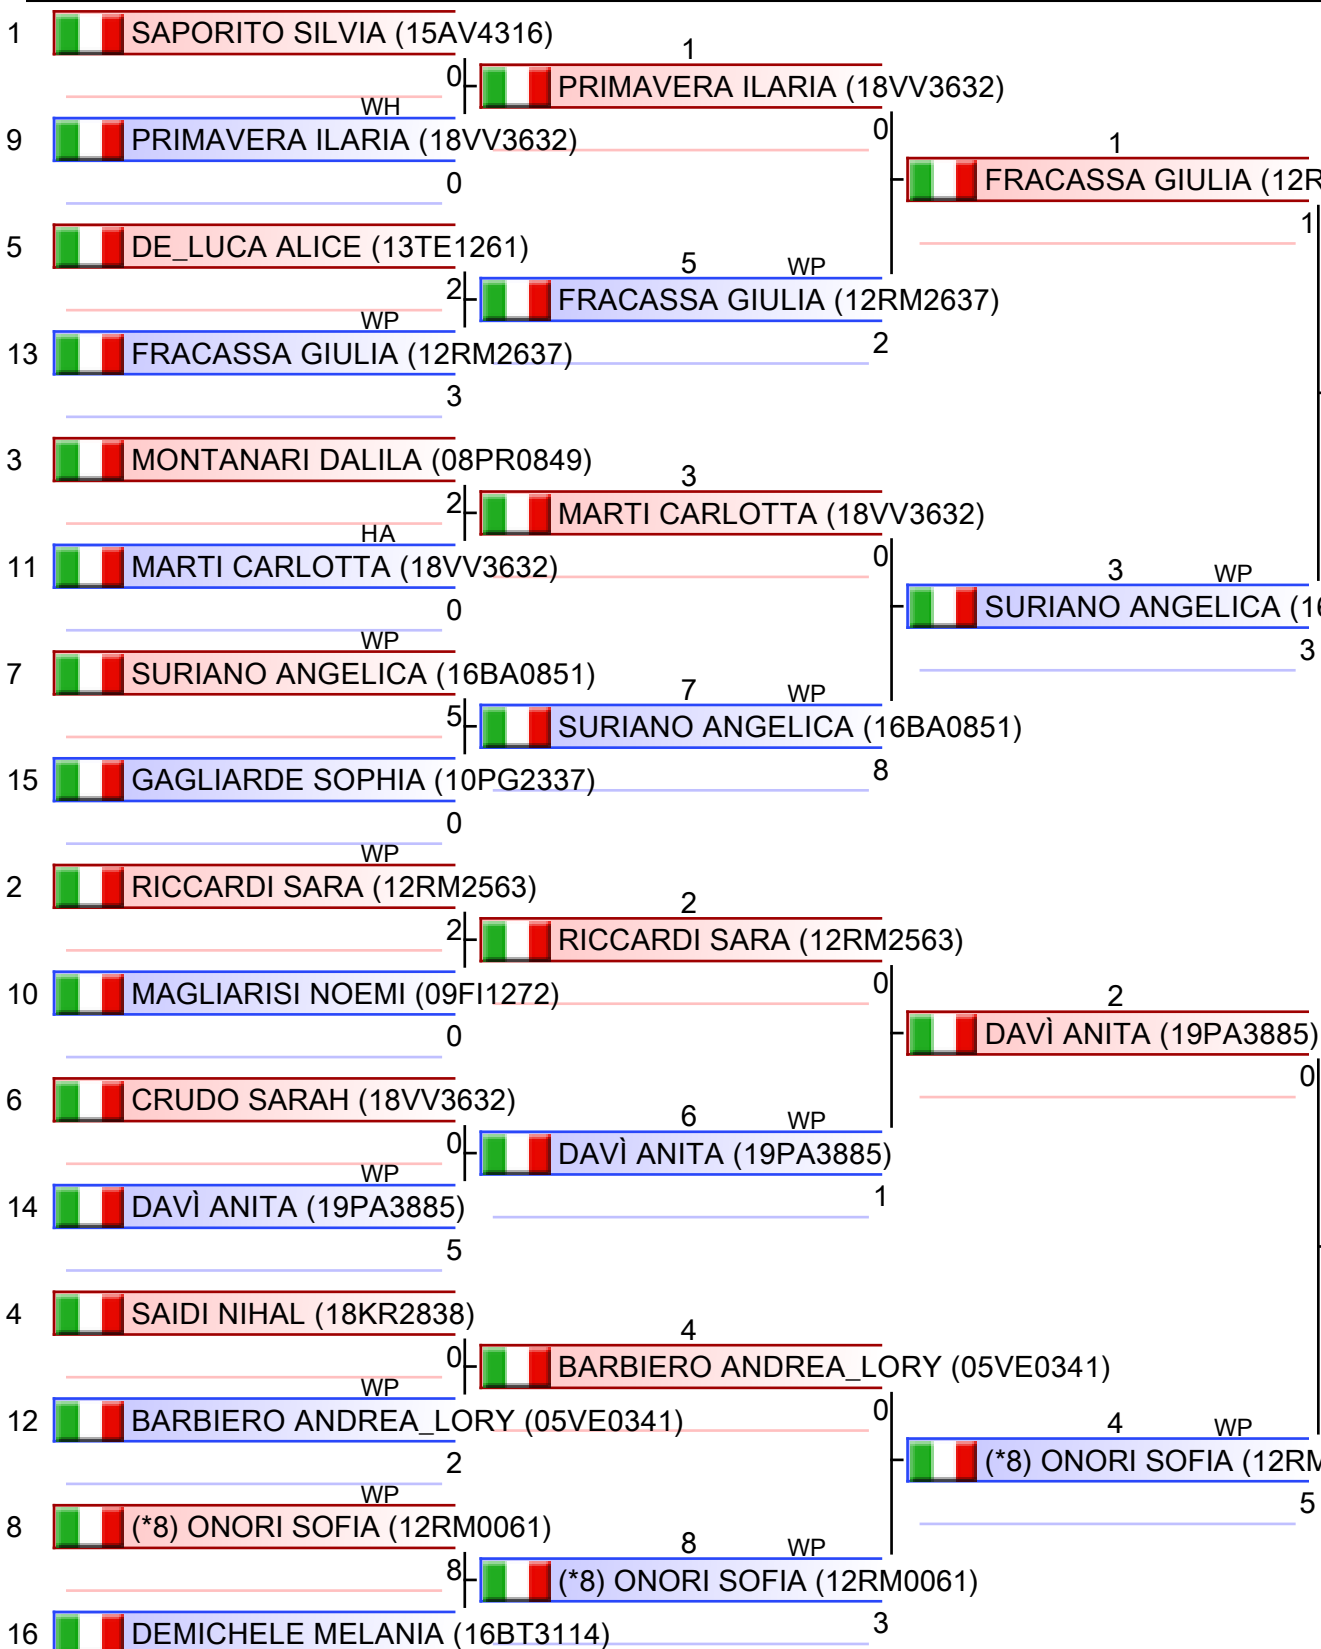 1 SAPORITO SILVIA (15AV4316)
0
WH
9 PRIMAVERA ILARIA (18VV3632)
0
5 DE_LUCA ALICE (13TE1261)
2
WP
13 FRACASSA GIULIA (12RM2637)
3
3 MONTANARI DALILA (08PR0849)
2
HA
11 MARTI CARLOTTA (18VV3632)
0
WP
7 SURIANO ANGELICA (16BA0851)
5
15 GAGLIARDE SOPHIA (10PG2337)
0
WP
2 RICCARDI SARA (12RM2563)
2
10 MAGLIARISI NOEMI (09FI1272)
0
6 CRUDO SARAH (18VV3632)
0
WP
14 DAVÌ ANITA (19PA3885)
5
4 SAIDI NIHAL (18KR2838)
0
WP
12 BARBIERO ANDREA_LORY (05VE0341)
2
WP
8 (*8) ONORI SOFIA (12RM0061)
8
16 DEMICHELE MELANIA (16BT3114)
1
PRIMAVERA ILARIA (18VV3632)
0
5 WP
FRACASSA GIULIA (12RM2637)
2
3
MARTI CARLOTTA (18VV3632)
0
7 WP
SURIANO ANGELICA (16BA0851)
8
2
RICCARDI SARA (12RM2563)
0
6 WP
DAVÌ ANITA (19PA3885)
1
4
BARBIERO ANDREA_LORY (05VE0341)
0
8 WP
(*8) ONORI SOFIA (12RM0061)
3
1
FRACASSA GIULIA (12R
1
3 WP
SURIANO ANGELICA (16
3
2
DAVÌ ANITA (19PA3885)
0
4 WP
(*8) ONORI SOFIA (12RM
5